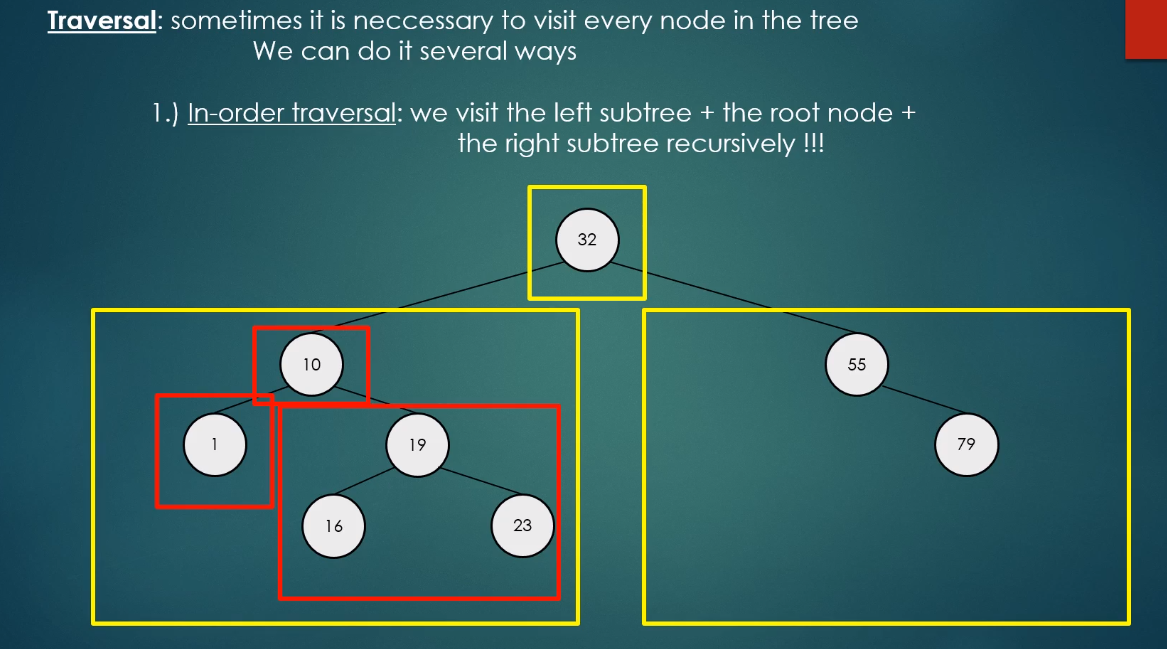 Traversal: sometimes it is neccessary to visit every node in the tree
We can do it several ways
1.) In-order traversal: we visit the left subtree + the root node +
the right subtree recursively !!!
32
10
55
1
19
79
16
23